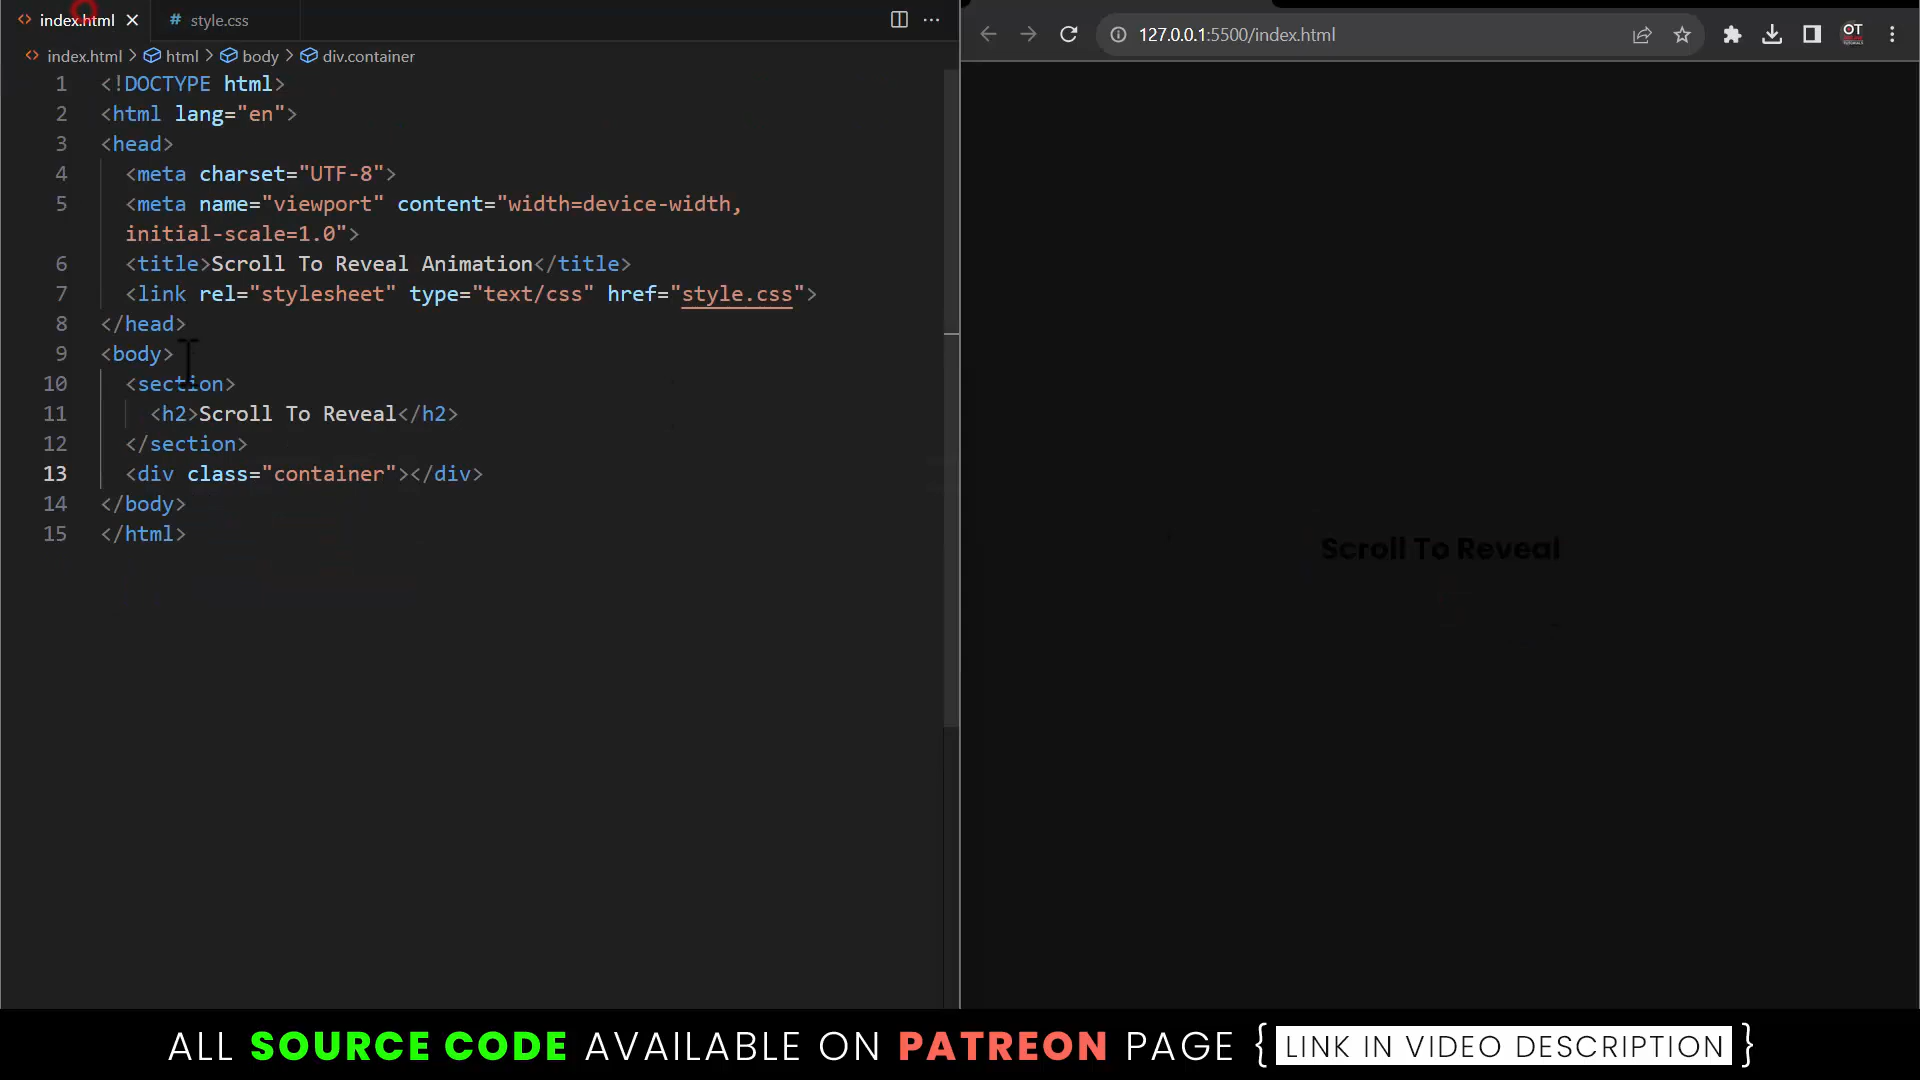 index.html
style.css
index.html html body div.container
1 <!DOCTYPE html>
2 <html lang="en">
3 <head>
4 <meta charset="UTF-8">
5 <meta name="viewport" content="width=device-width,
initial-scale=1.0">
6 <title>Scroll To Reveal Animation</title>
7 <link rel="stylesheet" type="text/css" href="style.css">
8 </head>
9 <body>
10 <section>
11 <h2>Scroll To Reveal</h2>
12 </section>
13 <div class="container"></div>
14 </body>
15 </html>
127.0.0.1:5500/index.html
OT
Scroll To Reveal
ALL SOURCE CODE AVAILABLE ON PATREON PAGE { LINK IN VIDEO DESCRIPTION }